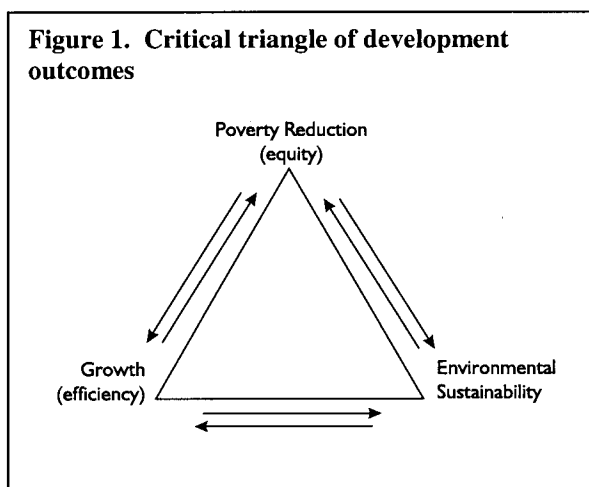 Figure 1. Critical triangle of development
outcomes
Poverty Reduction
(equity)
Growth
(efficiency)
Environmental
Sustainability